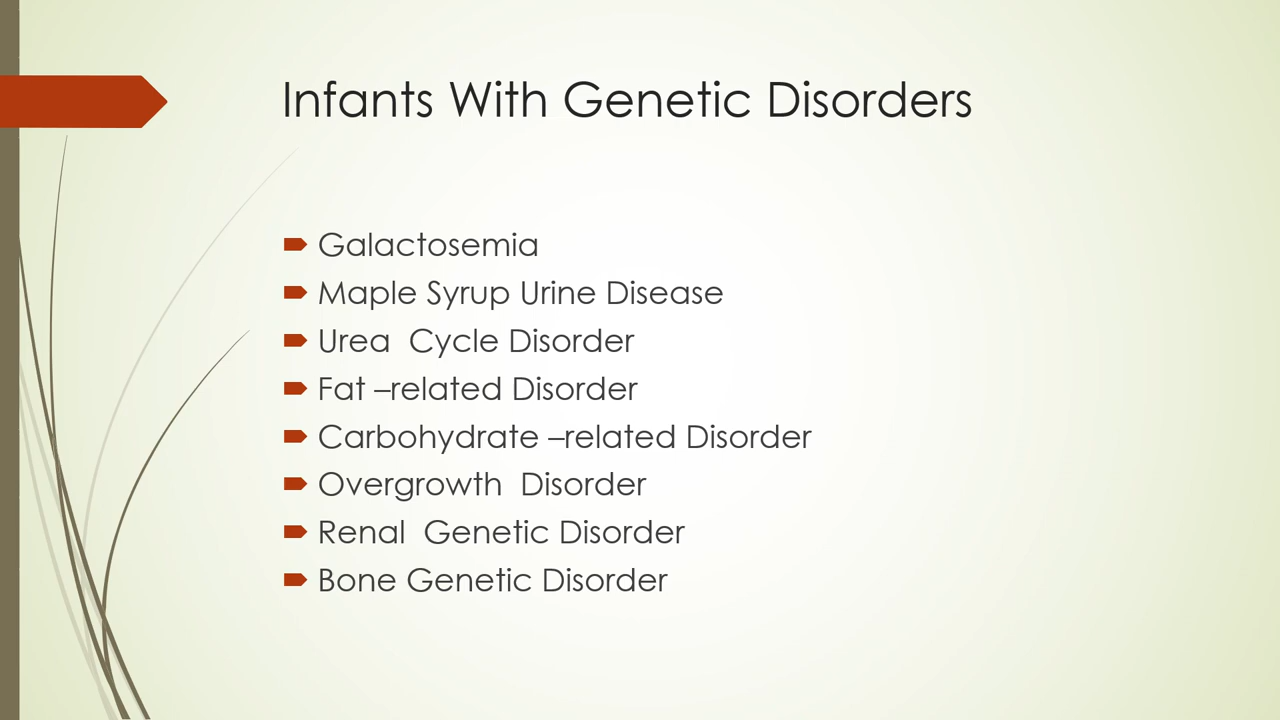 Infants With Genetic Disorders
Galactosemia
Maple Syrup Urine Disease
Urea  Cycle Disorder
Fat –related Disorder
Carbohydrate –related Disorder
Overgrowth  Disorder
Renal  Genetic Disorder
Bone Genetic Disorder